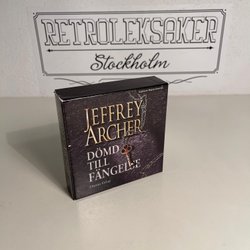 RETROLEKSAKER
Stockholm
JEFFREY
ARCHER
DÖMD
TILL
FÄNGELSE